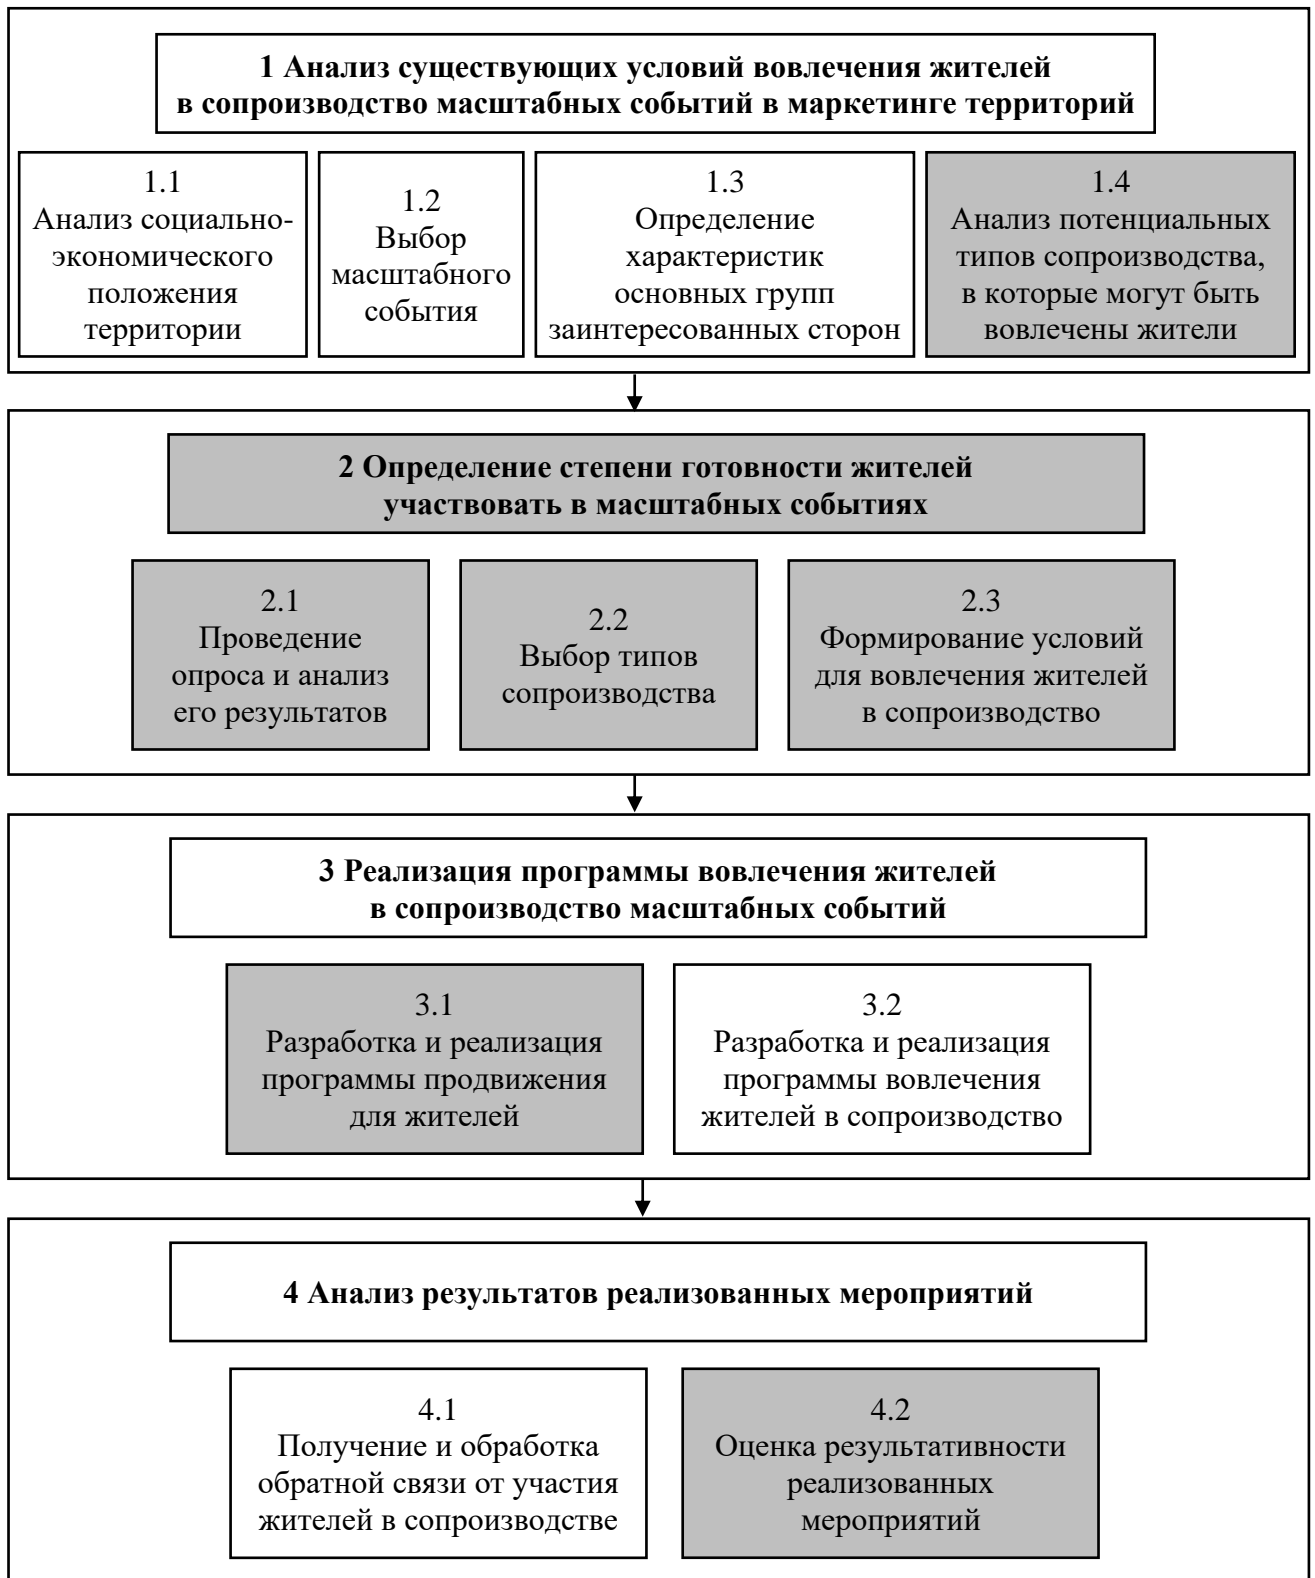 1 Анализ существующих условий вовлечения жителей
в сопроизводство масштабных событий в маркетинге территорий
1.1
Анализ социально-
экономического
положения
территории
1.2
Выбор
масштабного
события
1.3
Определение
характеристик
основных групп
заинтересованных сторон
1.4
Анализ потенциальных
типов сопроизводства,
в которые могут быть
вовлечены жители
2 Определение степени готовности жителей
участвовать в масштабных событиях
2.1
Проведение
опроса и анализ
его результатов
2.2
Выбор типов
сопроизводства
2.3
Формирование условий
для вовлечения жителей
в сопроизводство
3 Реализация программы вовлечения жителей
в сопроизводство масштабных событий
3.1
Разработка и реализация
программы продвижения
для жителей
3.2
Разработка и реализация
программы вовлечения
жителей в сопроизводство
4 Анализ результатов реализованных мероприятий
4.1
Получение и обработка
обратной связи от участия
жителей в сопроизводстве
4.2
Оценка результативности
реализованных
мероприятий